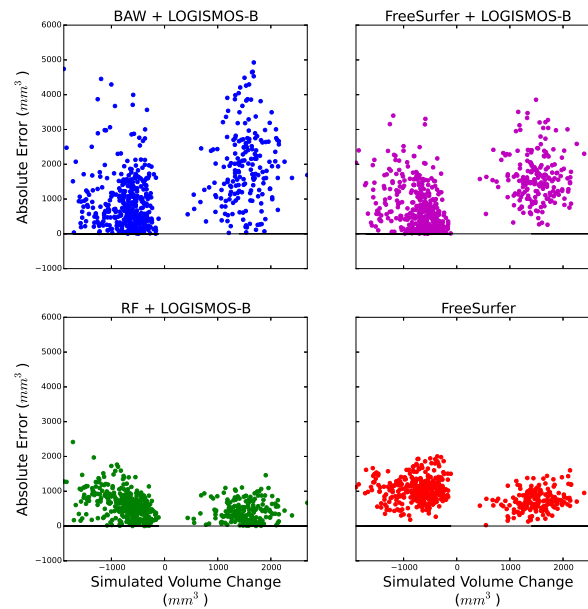 BAW + LOGISMOS-B
FreeSurfer + LOGISMOS-B
6000
5000
4000
3000
2000
1000
0
−1000
Absolute Error (mm³ )
RF + LOGISMOS-B
FreeSurfer
6000
5000
4000
3000
2000
1000
0
−1000
Absolute Error (mm³ )
−1000 0 1000 2000
−1000 0 1000 2000
Simulated Volume Change
(mm³ )
Simulated Volume Change
(mm³ )